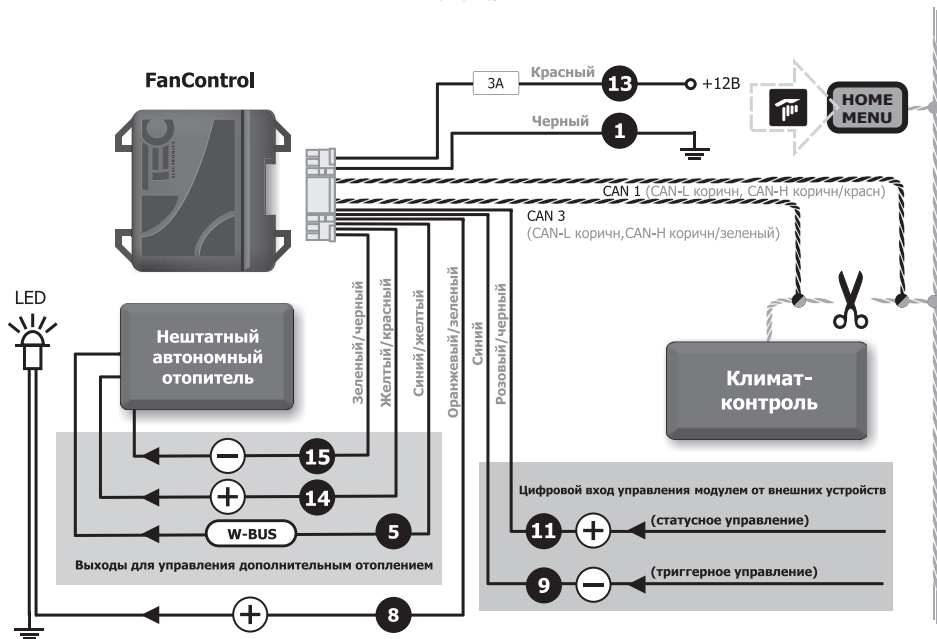 FanControl
3А
Красный
13
+12В
HOME
MENU
Черный
1
TEC
ELECTRONICS
CAN 1 (CAN-L коричн, CAN-H коричн/красн)
CAN 3
(CAN-L коричн,CAN-H коричн/зеленый)
LED
Нештатный
автономный
отопитель
Зеленый/черный
Желтый/красный
Синий/желтый
Оранжевый/зеленый
Синий
Розовый/черный
Климат-
контроль
15
14
W-BUS
5
Выходы для управления дополнительным отоплением
8
Цифровой вход управления модулем от внешних устройств
11
(статусное управление)
9
(триггерное управление)